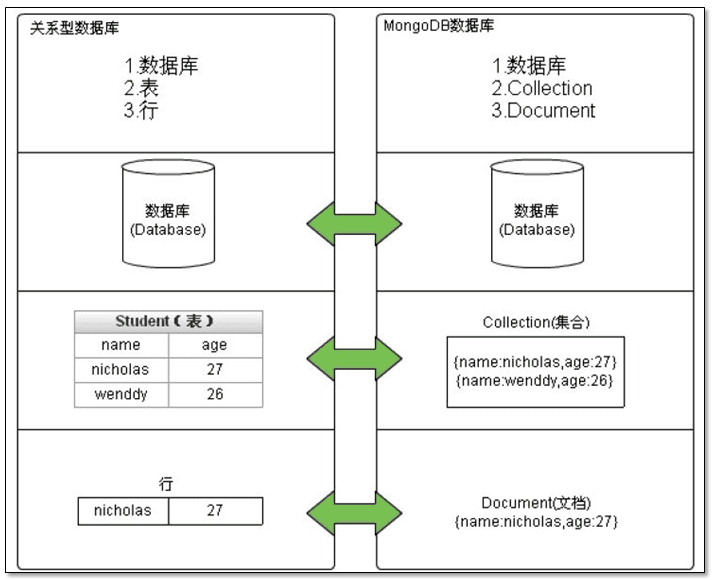 关系型数据库
1.数据库
2.表
3.行
MongoDB数据库
1.数据库
2.Collection
3.Document
数据库
(Database)
数据库
(Database)
Student（表）
name age
nicholas 27
wenddy 26
Collection(集合)
{name:nicholas,age:27}
{name:wenddy,age:26}
行
nicholas 27
Document(文档)
{name:nicholas,age:27}